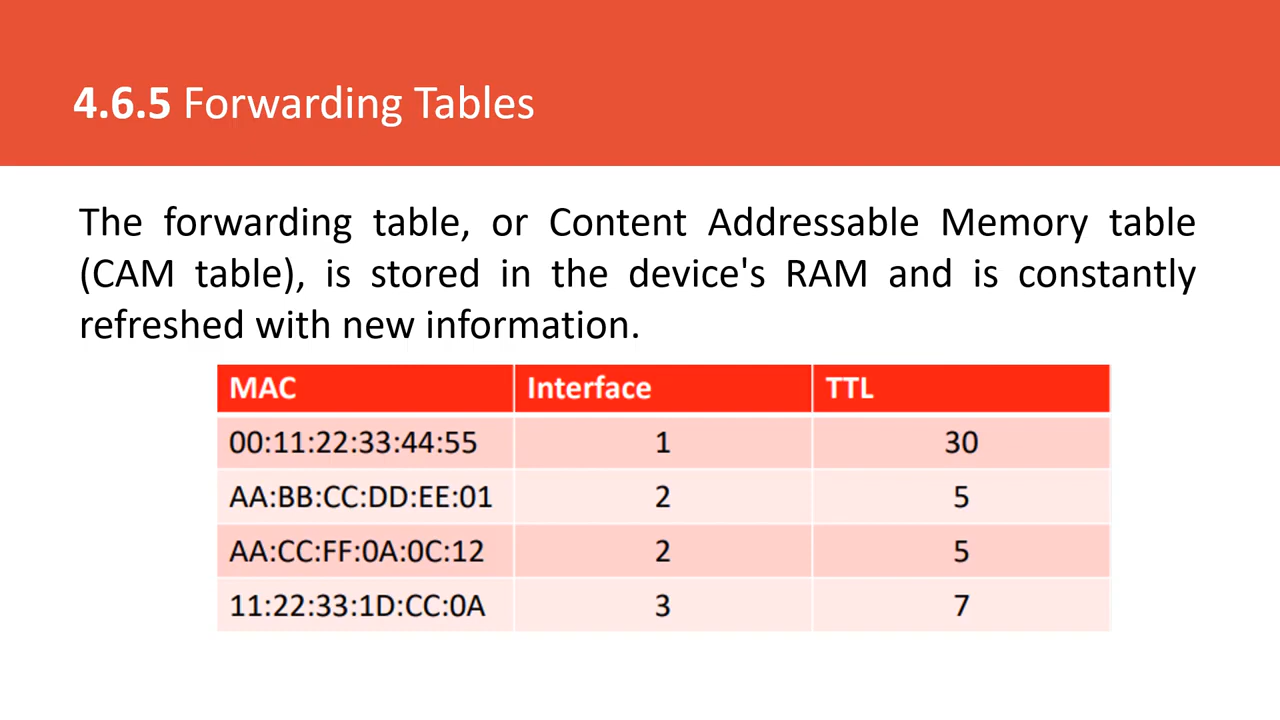 4.6.5 Forwarding Tables
The forwarding table, or Content Addressable Memory table
(CAM table), is stored in the device's RAM and is constantly
refreshed with new information.
MAC Interface TTL
00:11:22:33:44:55 1 30
AA:BB:CC:DD:EE:01 2 5
AA:CC:FF:0A:0C:12 2 5
11:22:33:1D:CC:0A 3 7